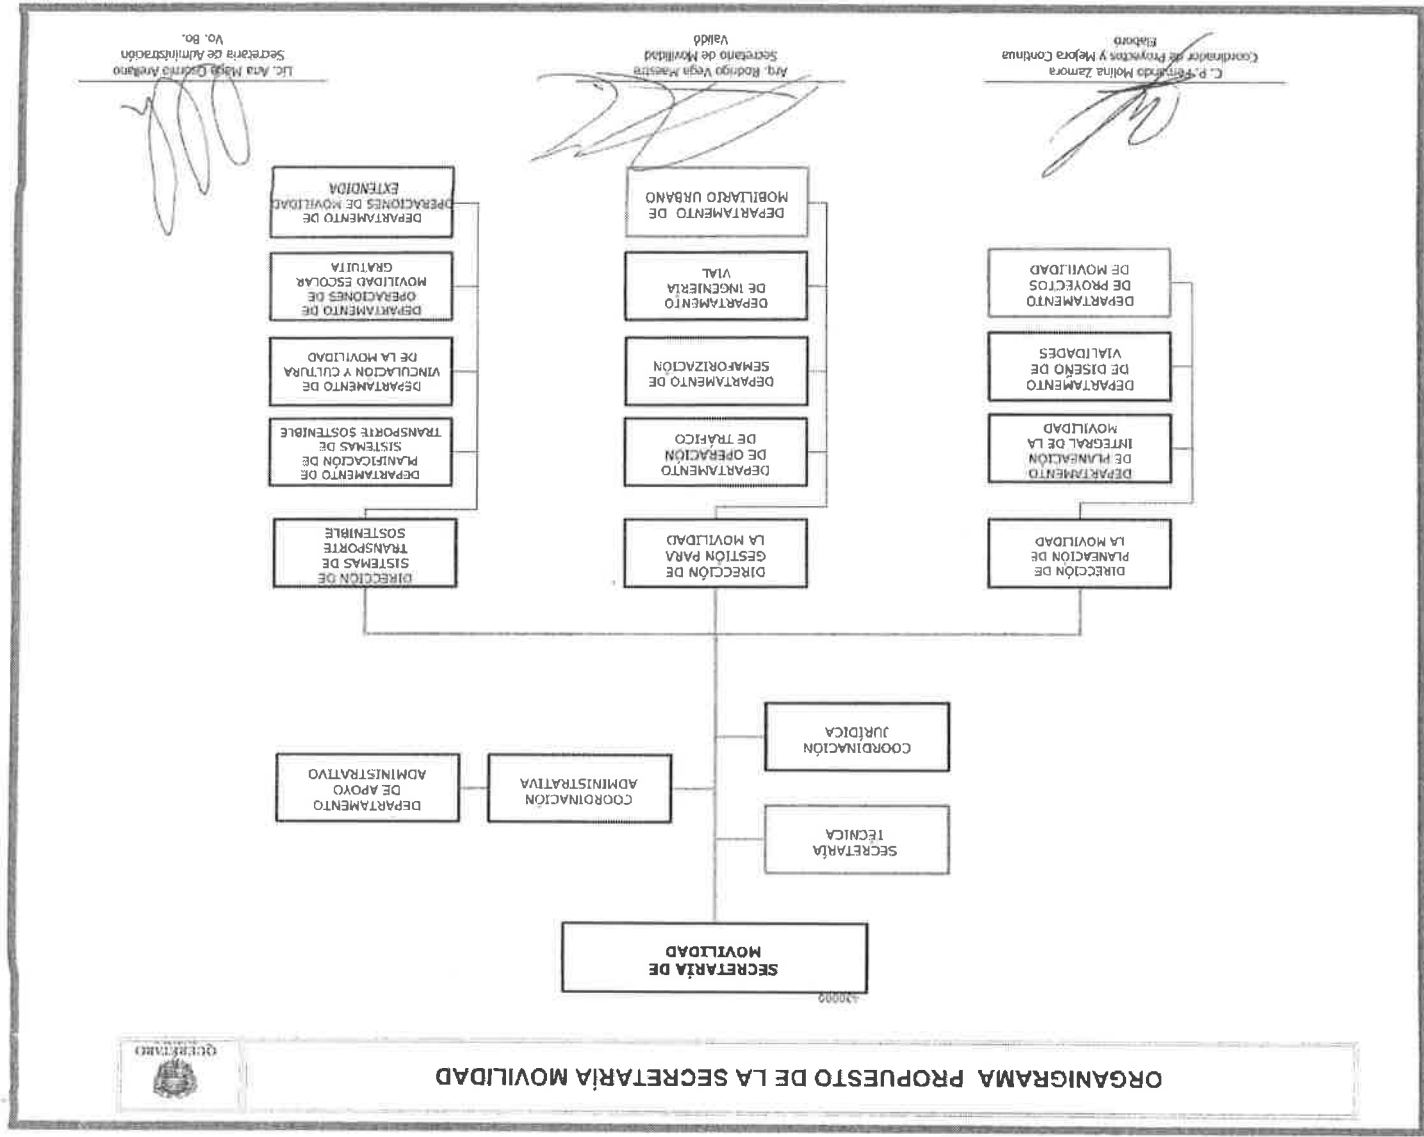 ORGANIGRAMA PROPUESTO DE LA SECRETARÍA MOVILIDAD
QUERÉTARO
SECRETARÍA DE
MOVILIDAD
SECRETARÍA
TÉCNICA
COORDINACIÓN
ADMINISTRATIVA
DEPARTAMENTO
DE APOYO
ADMINISTRATIVO
COORDINACIÓN
JURÍDICA
DIRECCIÓN DE
PLANEACIÓN DE
LA MOVILIDAD
DEPARTAMENTO
DE PLANEACIÓN
INTEGRAL DE LA
MOVILIDAD
DEPARTAMENTO
DE DISEÑO DE
VIALIDADES
DEPARTAMENTO
DE PROYECTOS
DE MOVILIDAD
DIRECCIÓN DE
GESTIÓN PARA
LA MOVILIDAD
DEPARTAMENTO
DE OPERACIÓN
DE TRÁFICO
DEPARTAMENTO DE
SEMAFORIZACIÓN
DEPARTAMENTO
DE INGENIERÍA
VIAL
DEPARTAMENTO DE
MOBILIARIO URBANO
DIRECCIÓN DE
SISTEMAS DE
TRANSPORTE
SOSTENIBLE
DEPARTAMENTO DE
PLANIFICACIÓN DE
SISTEMAS DE
TRANSPORTE SOSTENIBLE
DEPARTAMENTO DE
VINCULACIÓN Y CULTURA
DE LA MOVILIDAD
DEPARTAMENTO DE
OPERACIONES DE
MOVILIDAD ESCOLAR
GRATUITA
DEPARTAMENTO DE
OPERACIONES DE MOVILIDAD
EXTENDIDA
C. P. Fernando Molina Zamora
Coordinador de Proyectos y Mejora Continua
Elaboró
Arq. Rodrigo Vega Maestre
Secretario de Movilidad
Validó
Lic. Ana Maga Osornio Arellano
Secretaria de Administración
Vo. Bo.